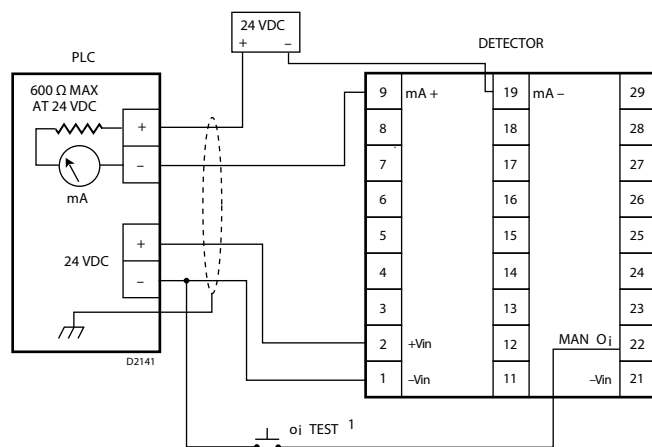 24 VDC
+ –
PLC
DETECTOR
600 Ω MAX
AT 24 VDC
+
–
mA
24 VDC
+
–
D2141
9 mA + 19 mA – 29
8 18 28
7 17 27
6 16 26
5 15 25
4 14 24
3 13 23
2 +Vin 12 MAN Oi 22
1 –Vin 11 –Vin 21
oi TEST 1